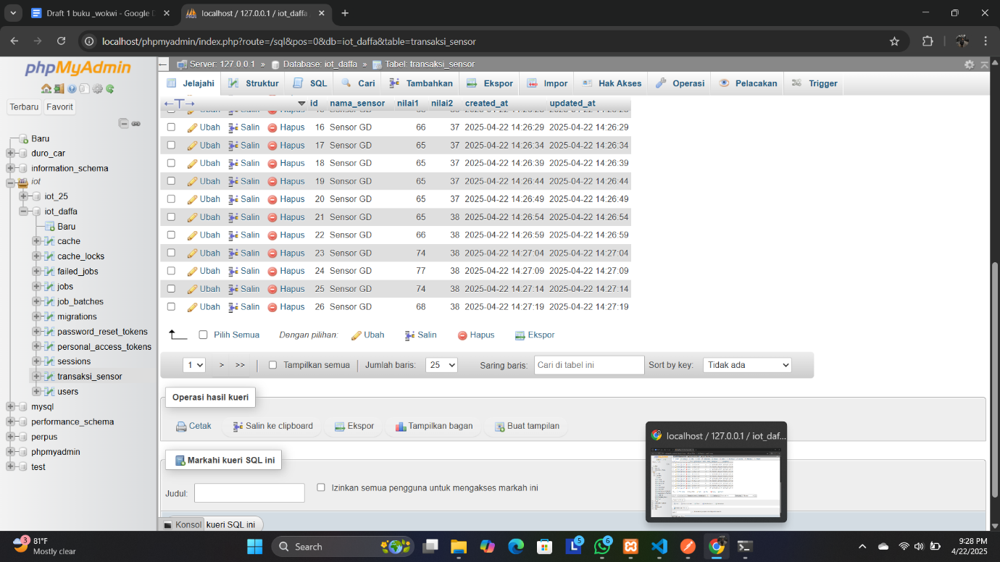 Draft 1 buku _wokwi - Google D
localhost / 127.0.0.1 / iot_daffa
localhost/phpmyadmin/index.php?route=/sql&pos=0&db=iot_daffa&table=transaksi_sensor
phpMyAdmin
Terbaru Favorit
Baru
duro_car
information_schema
iot
iot_25
iot_daffa
Baru
cache
cache_locks
failed_jobs
jobs
job_batches
migrations
password_reset_tokens
personal_access_tokens
sessions
transaksi_sensor
users
mysql
performance_schema
perpus
phpmyadmin
test
Server: 127.0.0.1 » Database: iot_daffa » Tabel: transaksi_sensor
Jelajahi Struktur SQL Cari Tambahkan Ekspor Impor Hak Akses Operasi Pelacakan Trigger
←T→ id nama_sensor nilai1 nilai2 created_at updated_at
Ubah Salin Hapus 16 Sensor GD 66 37 2025-04-22 14:26:29 2025-04-22 14:26:29
Ubah Salin Hapus 17 Sensor GD 65 37 2025-04-22 14:26:34 2025-04-22 14:26:34
Ubah Salin Hapus 18 Sensor GD 65 37 2025-04-22 14:26:39 2025-04-22 14:26:39
Ubah Salin Hapus 19 Sensor GD 65 37 2025-04-22 14:26:44 2025-04-22 14:26:44
Ubah Salin Hapus 20 Sensor GD 65 37 2025-04-22 14:26:49 2025-04-22 14:26:49
Ubah Salin Hapus 21 Sensor GD 65 38 2025-04-22 14:26:54 2025-04-22 14:26:54
Ubah Salin Hapus 22 Sensor GD 66 38 2025-04-22 14:26:59 2025-04-22 14:26:59
Ubah Salin Hapus 23 Sensor GD 74 38 2025-04-22 14:27:04 2025-04-22 14:27:04
Ubah Salin Hapus 24 Sensor GD 77 38 2025-04-22 14:27:09 2025-04-22 14:27:09
Ubah Salin Hapus 25 Sensor GD 74 38 2025-04-22 14:27:14 2025-04-22 14:27:14
Ubah Salin Hapus 26 Sensor GD 68 38 2025-04-22 14:27:19 2025-04-22 14:27:19
Pilih Semua Dengan pilihan: Ubah Salin Hapus Ekspor
1 > >> | Tampilkan semua | Jumlah baris: 25 Saring baris: Cari di tabel ini Sort by key: Tidak ada
Operasi hasil kueri
Cetak Salin ke clipboard Ekspor Tampilkan bagan Buat tampilan
localhost / 127.0.0.1 / iot_daf...
Markahi kueri SQL ini
Judul: Izinkan semua pengguna untuk mengakses markah ini
Konsol kueri SQL ini
3
81°F
Mostly clear
Search
L
5
6
9:28 PM
4/22/2025